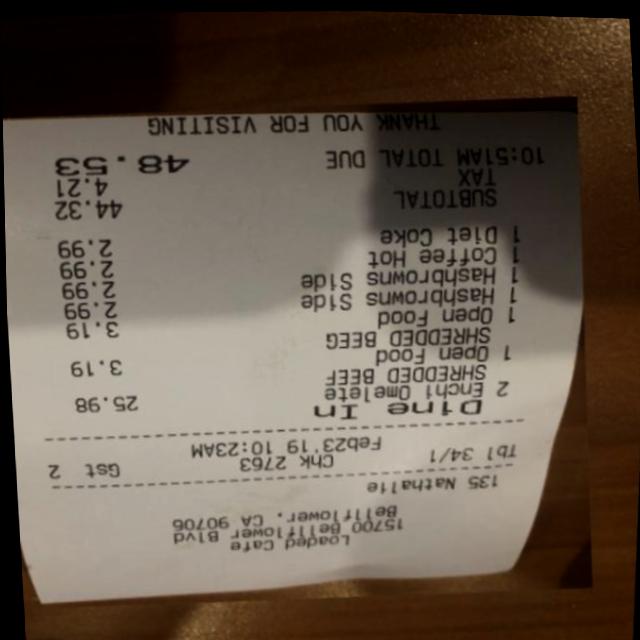 Loaded Cafe
15700 Bellflower Blvd
Bellflower, CA 90706
135 Nathalie
Tbl 34/1 Chk 2763 Gst 2
Feb23'19 10:23AM
Dine In
2 Enchi Omelete 25.98
SHREDDED BEEF
1 Open Food 3.19
SHREDDED BEEG
1 Open Food 3.19
1 Hashbrowns Side 2.99
1 Hashbrowns Side 2.99
1 Coffee Hot 2.99
1 Diet Coke 2.99
SUBTOTAL 44.32
TAX 4.21
10:51AM TOTAL DUE 48.53
THANK YOU FOR VISITING